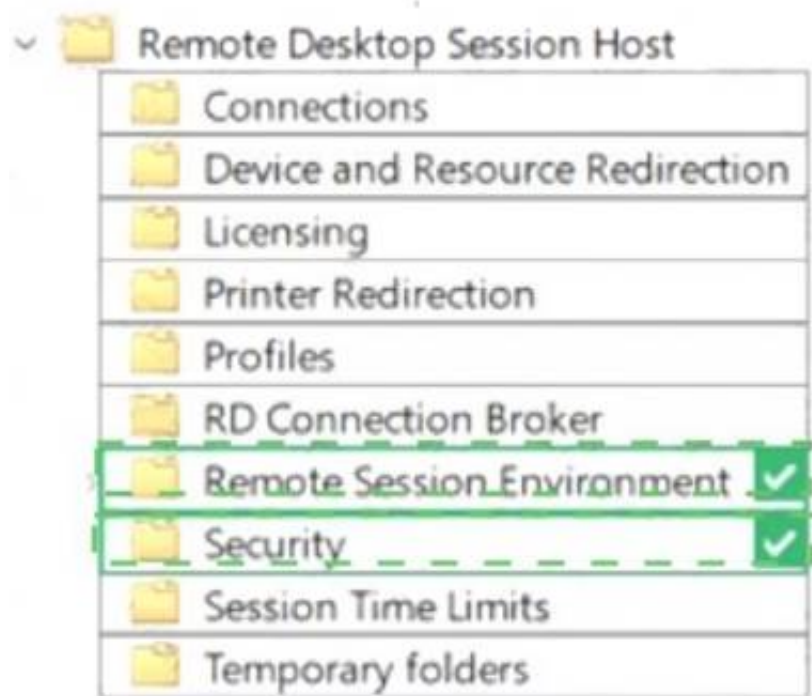 Remote Desktop Session Host
Connections
Device and Resource Redirection
Licensing
Printer Redirection
Profiles
RD Connection Broker
Remote Session Environment
Security
Session Time Limits
Temporary folders